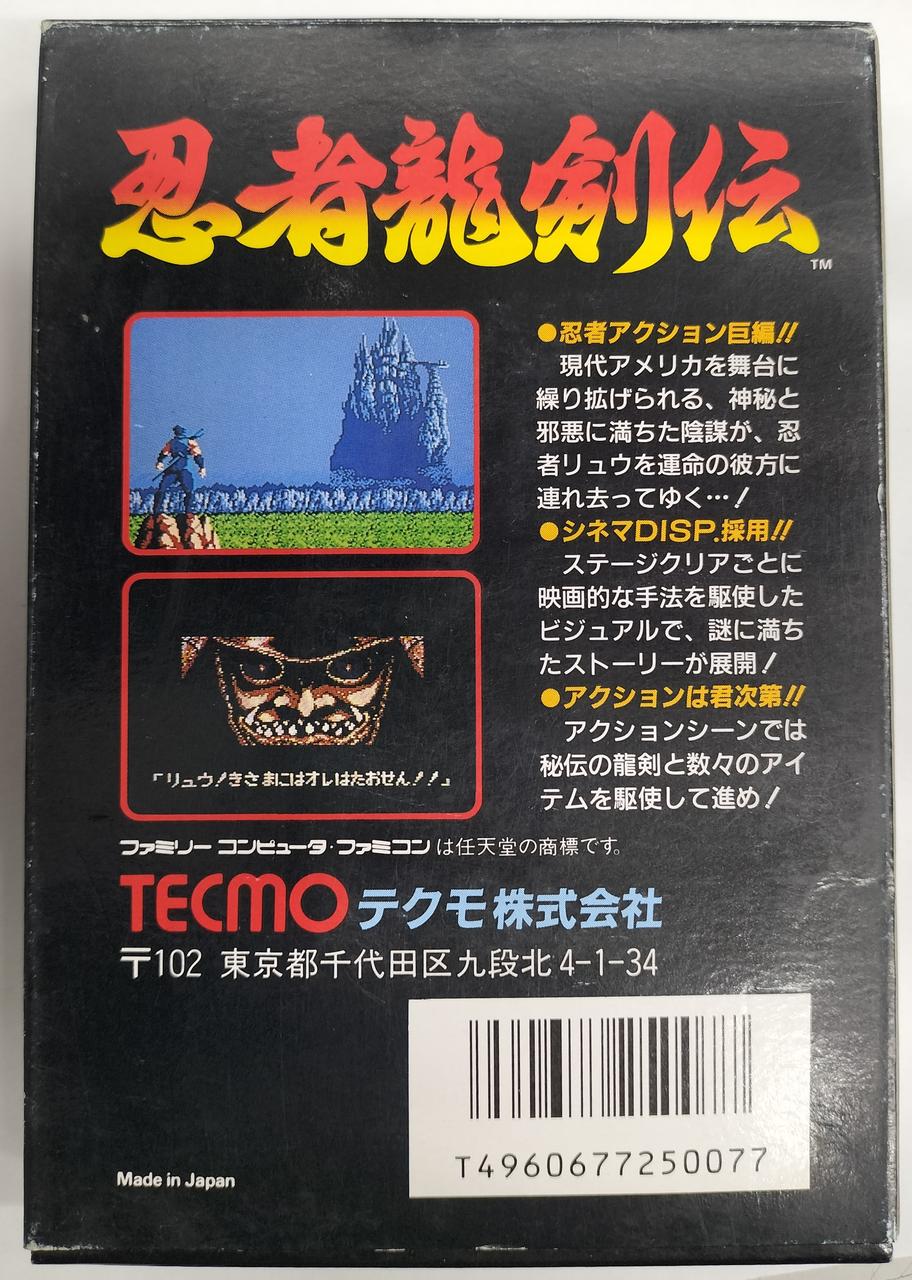 忍者龍剣伝
TM
●忍者アクション巨編!!
現代アメリカを舞台に
繰り拡げられる、神秘と
邪悪に満ちた陰謀が、忍
者リュウを運命の彼方に
連れ去ってゆく…!
●シネマDISP.採用!!
ステージクリアごとに
映画的な手法を駆使した
ビジュアルで、謎に満ち
たストーリーが展開!
●アクションは君次第!!
アクションシーンでは
秘伝の龍剣と数々のアイ
テムを駆使して進め!
「リュウ!きさまにはオレはたおせん!!」
ファミリーコンピュータ・ファミコンは任天堂の商標です。
TECMO テクモ株式会社
〒102 東京都千代田区九段北4-1-34
T4960677250077
Made in Japan